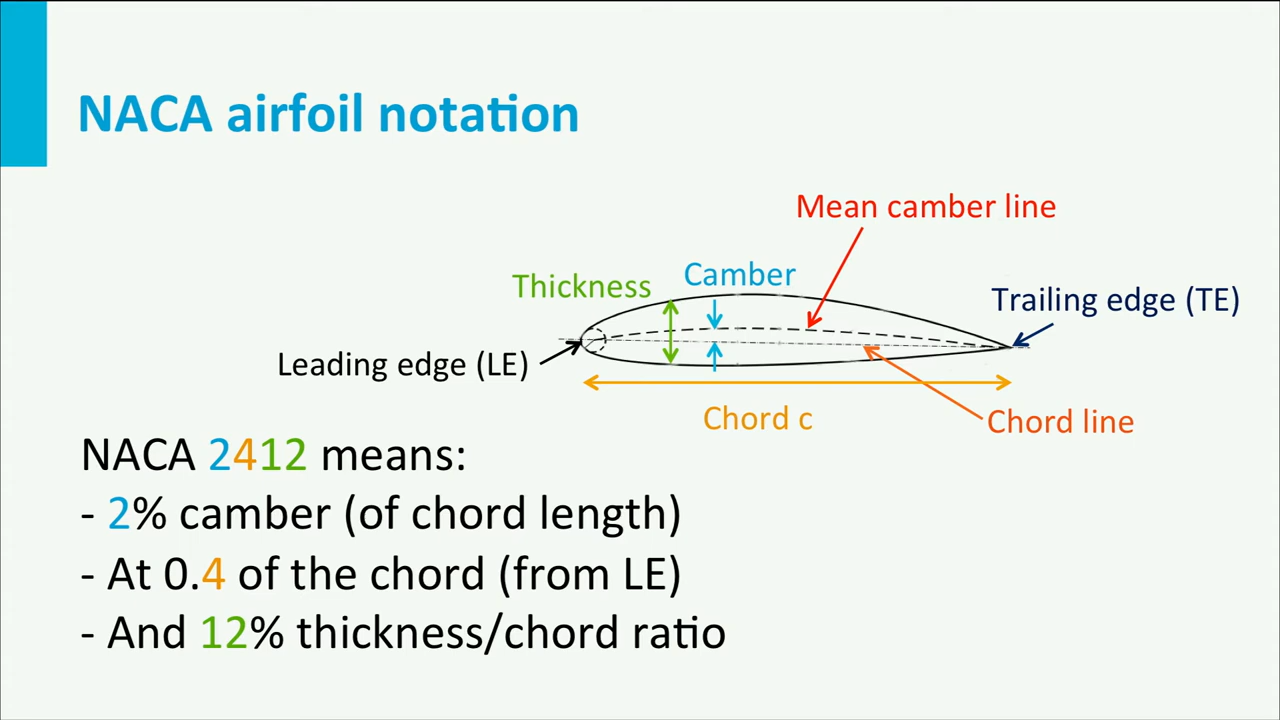 NACA airfoil notation
Mean camber line
Camber
Thickness
Trailing edge (TE)
Leading edge (LE)
Chord c
Chord line
NACA 2412 means:
- 2% camber (of chord length)
- At 0.4 of the chord (from LE)
- And 12% thickness/chord ratio